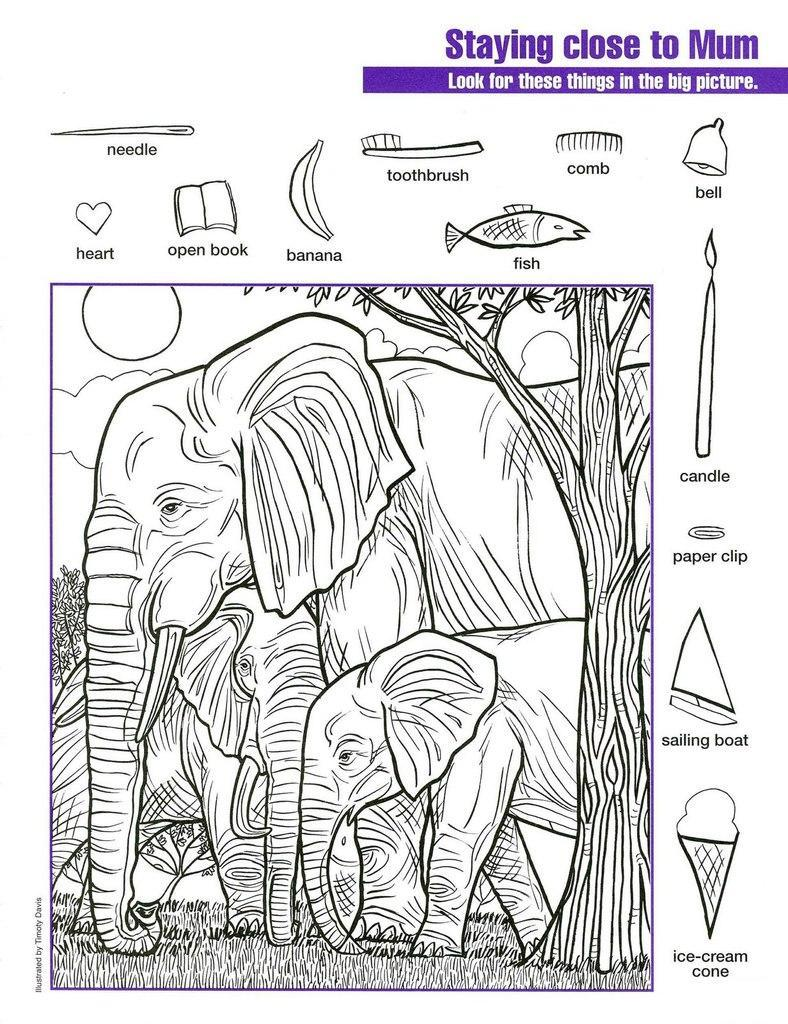 Staying close to Mum
Look for these things in the big picture.
needle
toothbrush
comb
bell
heart
open book
banana
fish
candle
paper clip
sailing boat
ice-cream
cone
Illustrated by Timoty Davis